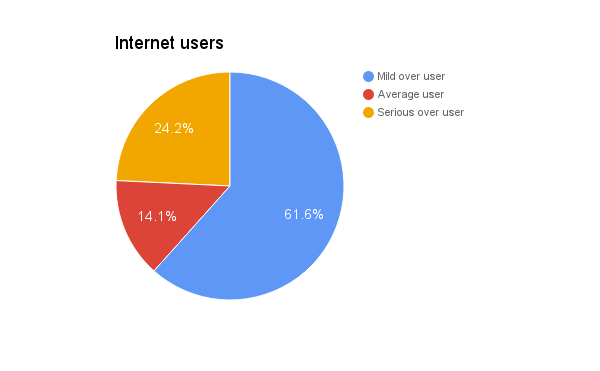 Internet users
Mild over user
Average user
Serious over user
24.2%
14.1%
61.6%